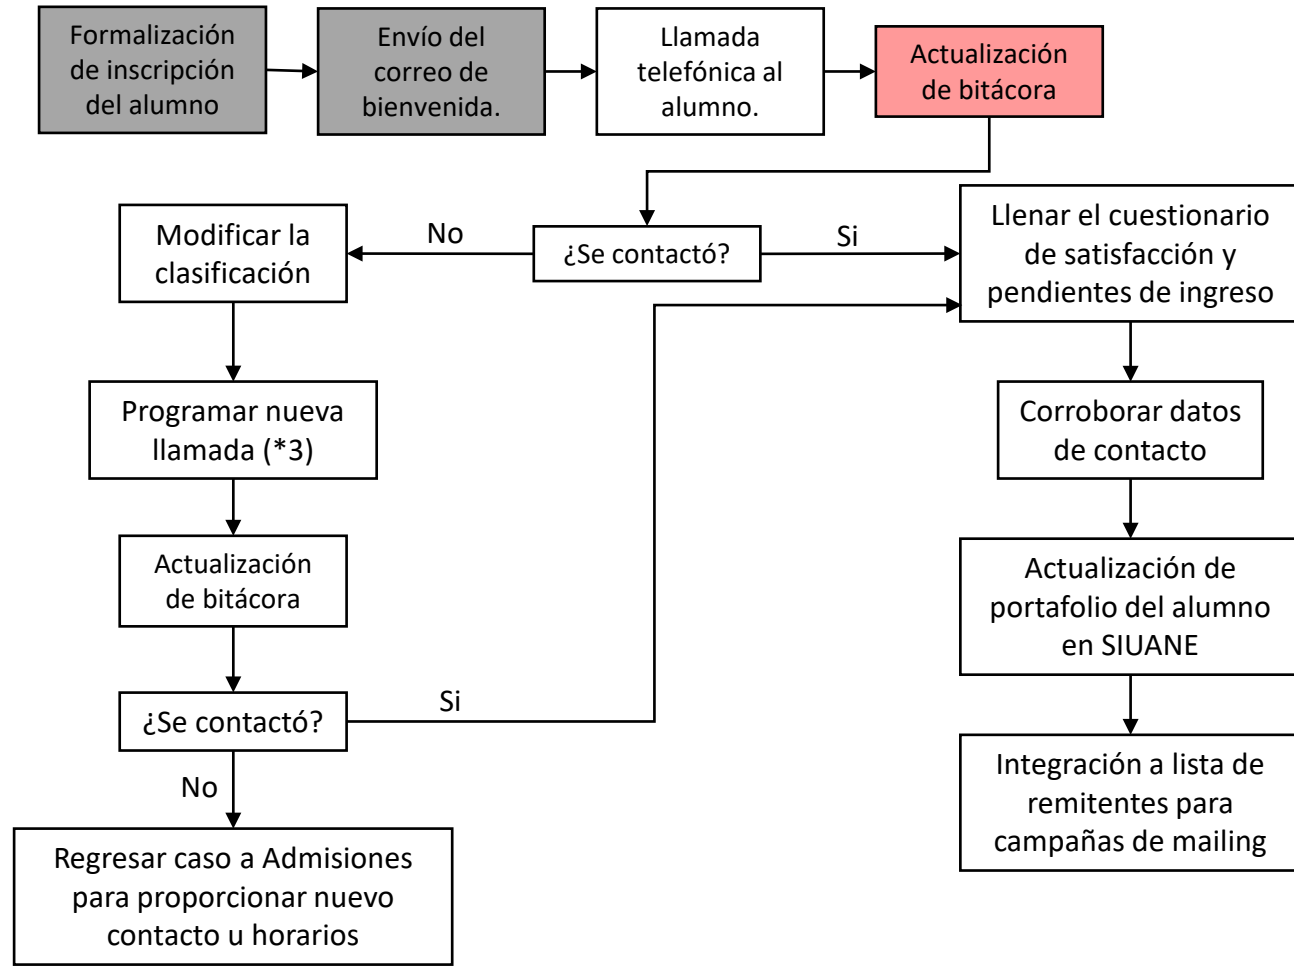 Formalización
de inscripción
del alumno
Envío del
correo de
bienvenida.
Llamada
telefónica al
alumno.
Actualización
de bitácora
¿Se contactó?
No
Si
Modificar la
clasificación
Programar nueva
llamada (*3)
Actualización
de bitácora
¿Se contactó?
Si
No
Regresar caso a Admisiones
para proporcionar nuevo
contacto u horarios
Llenar el cuestionario
de satisfacción y
pendientes de ingreso
Corroborar datos
de contacto
Actualización de
portafolio del alumno
en SIUANE
Integración a lista de
remitentes para
campañas de mailing